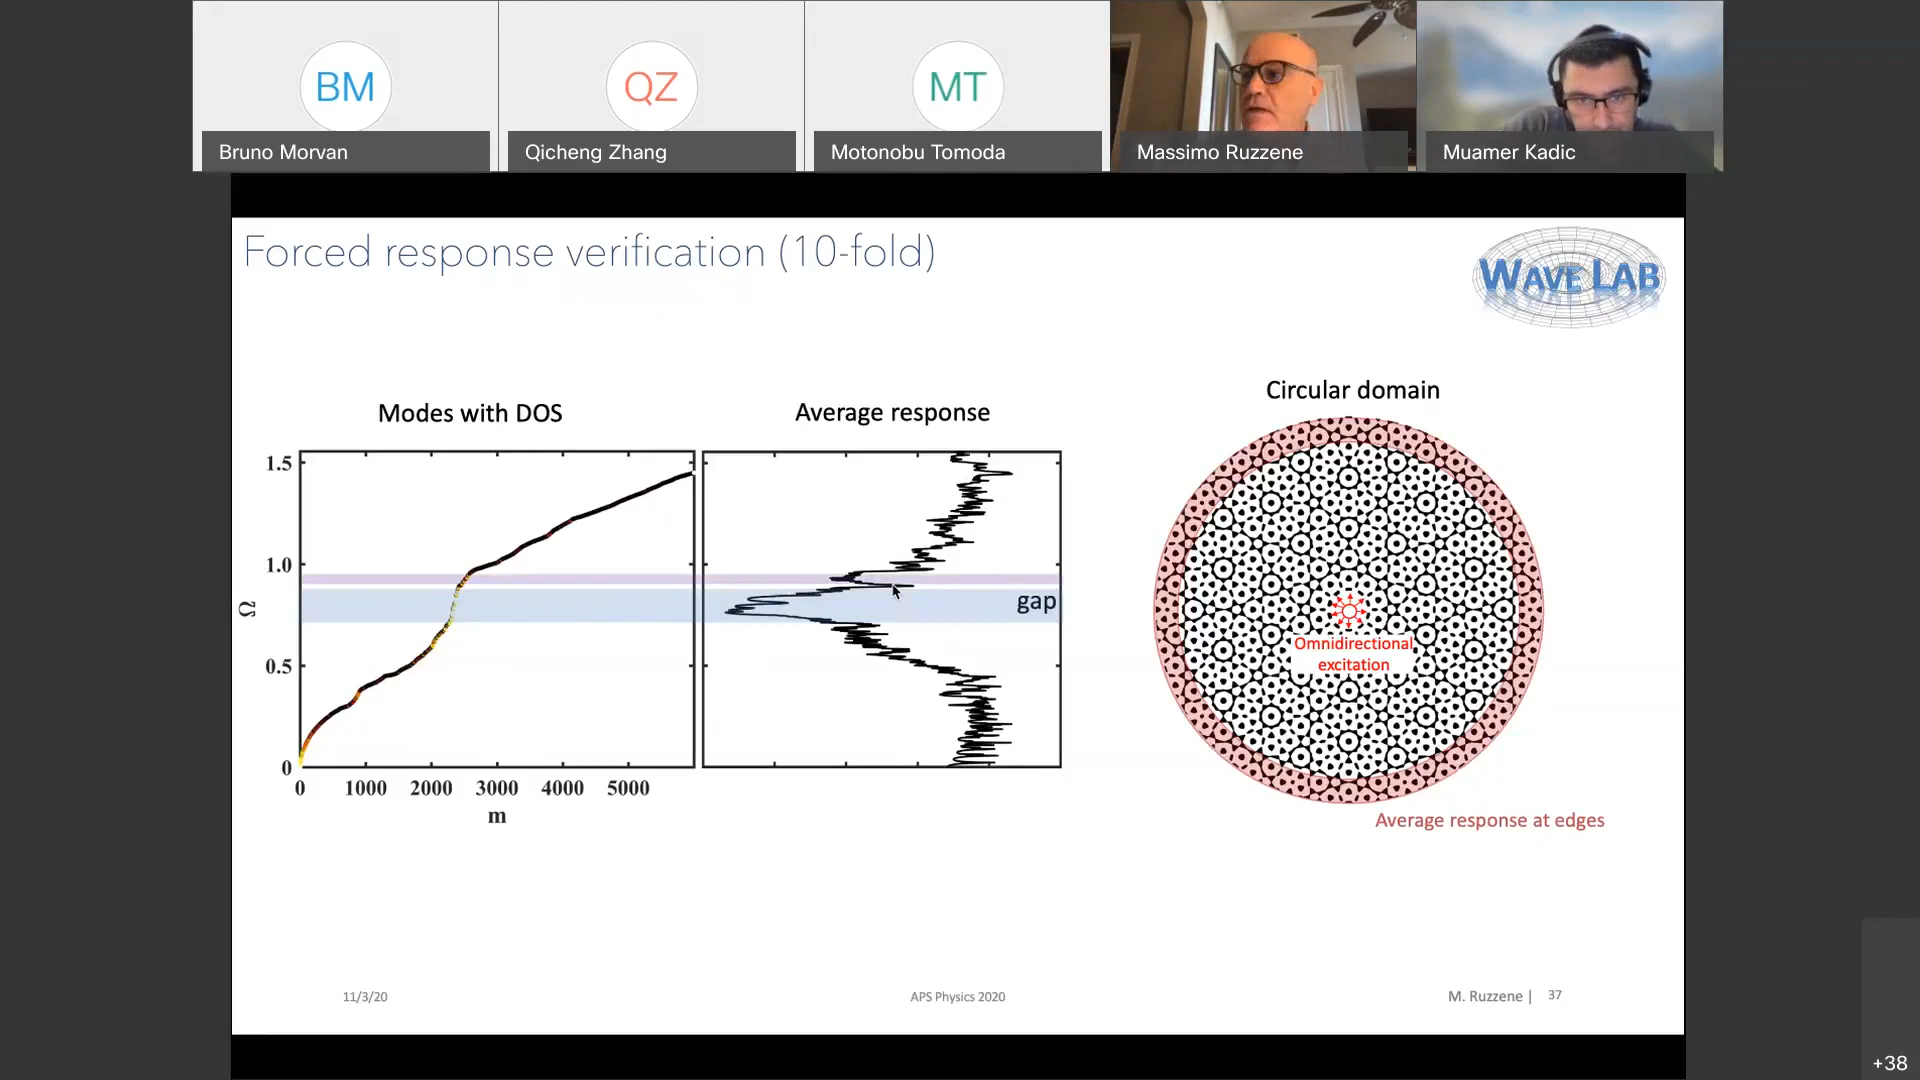 BM
QZ
MT
Bruno Morvan
Qicheng Zhang
Motonobu Tomoda
Massimo Ruzzene
Muamer Kadic
Forced response verification (10-fold)
WAVE LAB
Modes with DOS
Average response
Circular domain
1.5
1.0
0.5
0
Ω
gap
0 1000 2000 3000 4000 5000
m
Omnidirectional
excitation
Average response at edges
11/3/20
APS Physics 2020
M. Ruzzene | 37
+38